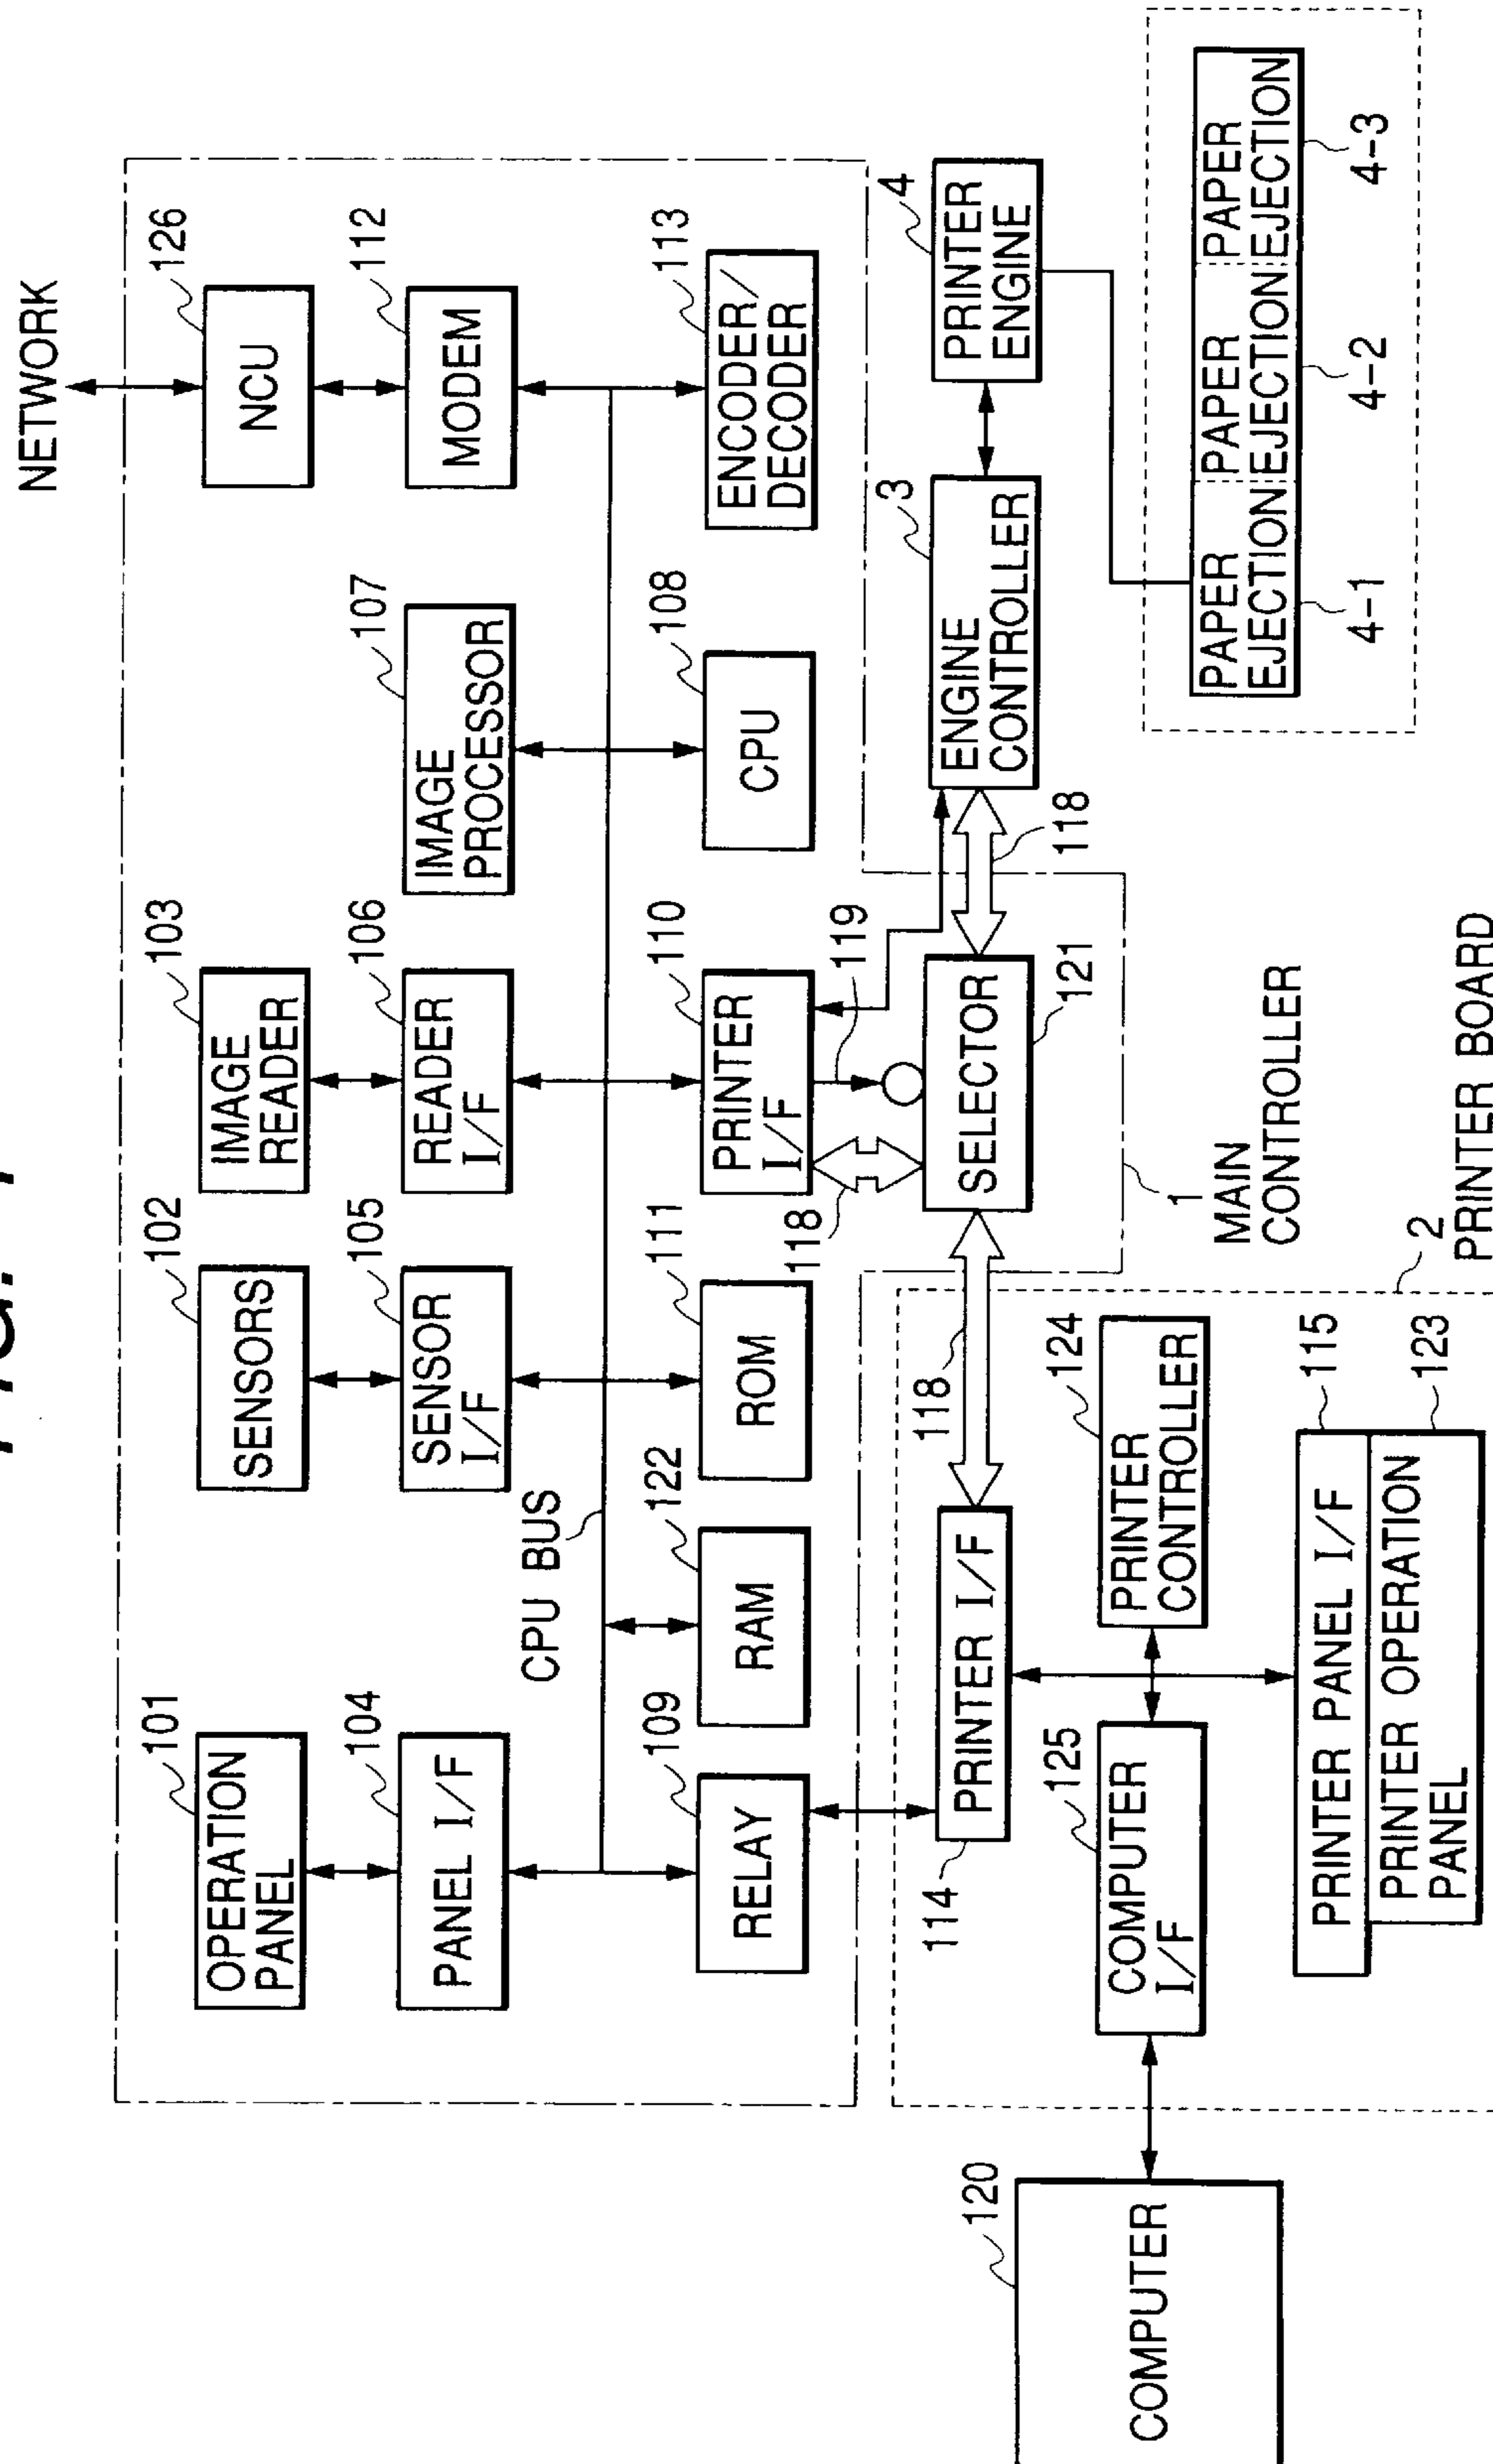 NETWORK
101
OPERATION
PANEL
102
SENSORS
103
IMAGE
READER
126
NCU
104
PANEL I/F
105
SENSOR
I/F
106
READER
I/F
107
IMAGE
PROCESSOR
112
MODEM
CPU BUS
109
RELAY
122
RAM
111
ROM
110
PRINTER
I/F
108
CPU
113
ENCODER/
DECODER
118
119
114
PRINTER I/F
118
SELECTOR
121
118
3
ENGINE
CONTROLLER
4
PRINTER
ENGINE
120
COMPUTER
125
COMPUTER
I/F
124
PRINTER
CONTROLLER
1
MAIN
CONTROLLER
PAPER
EJECTION
PAPER
EJECTION
PAPER
EJECTION
4-1
4-2
4-3
PRINTER PANEL I/F
115
PRINTER OPERATION
PANEL
123
2
PRINTER BOARD